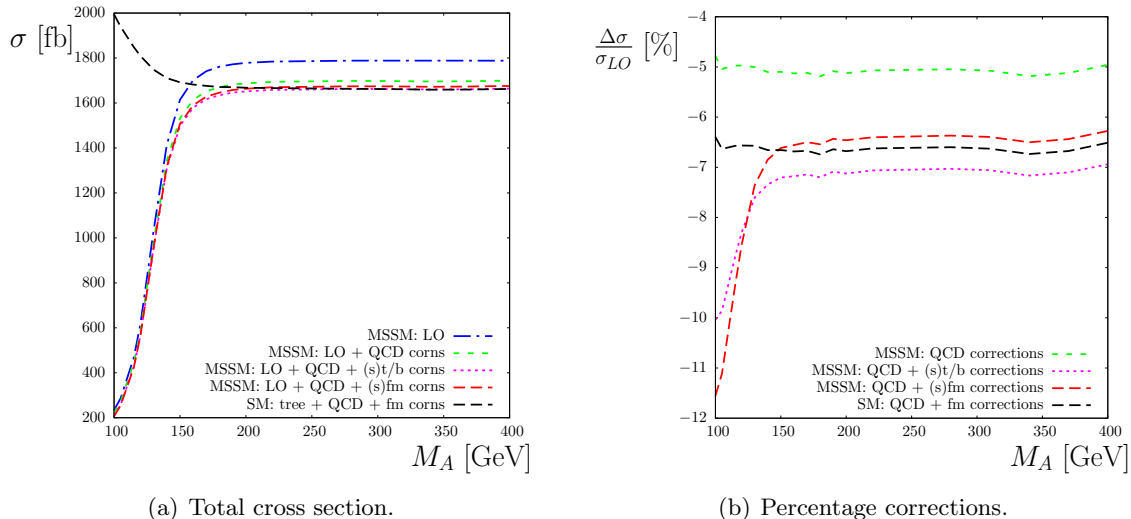 σ [fb]
2000
1800
1600
1400
1200
1000
800
600
400
200
100
150
200
250
300
350
400
M_A [GeV]
MSSM: LO
MSSM: LO + QCD corns
MSSM: LO + QCD + (s)t/b corns
MSSM: LO + QCD + (s)fm corns
SM: tree + QCD + fm corns
(a) Total cross section.
Δσ/σ_LO [%]
−4
−5
−6
−7
−8
−9
−10
−11
−12
100
150
200
250
300
350
400
M_A [GeV]
MSSM: QCD corrections
MSSM: QCD + (s)t/b corrections
MSSM: QCD + (s)fm corrections
SM: QCD + fm corrections
(b) Percentage corrections.